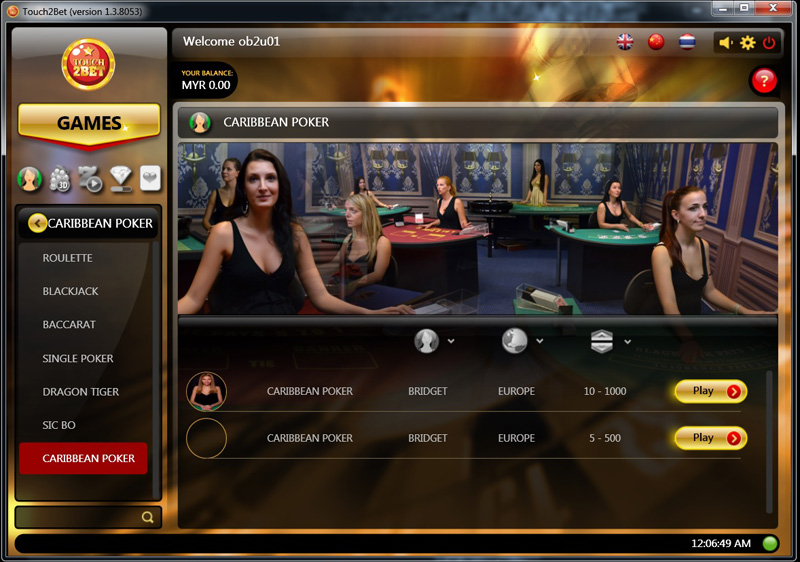 Touch2Bet (version 1.3.8053)
TOUCH
2BET
Welcome ob2u01
YOUR BALANCE:
MYR 0.00
?
GAMES
3D
7
CARIBBEAN POKER
CARIBBEAN POKER
ROULETTE
BLACKJACK
BACCARAT
SINGLE POKER
DRAGON TIGER
SIC BO
CARIBBEAN POKER
CARIBBEAN POKER BRIDGET EUROPE 10 - 1000 Play
CARIBBEAN POKER BRIDGET EUROPE 5 - 500 Play
12:06:49 AM